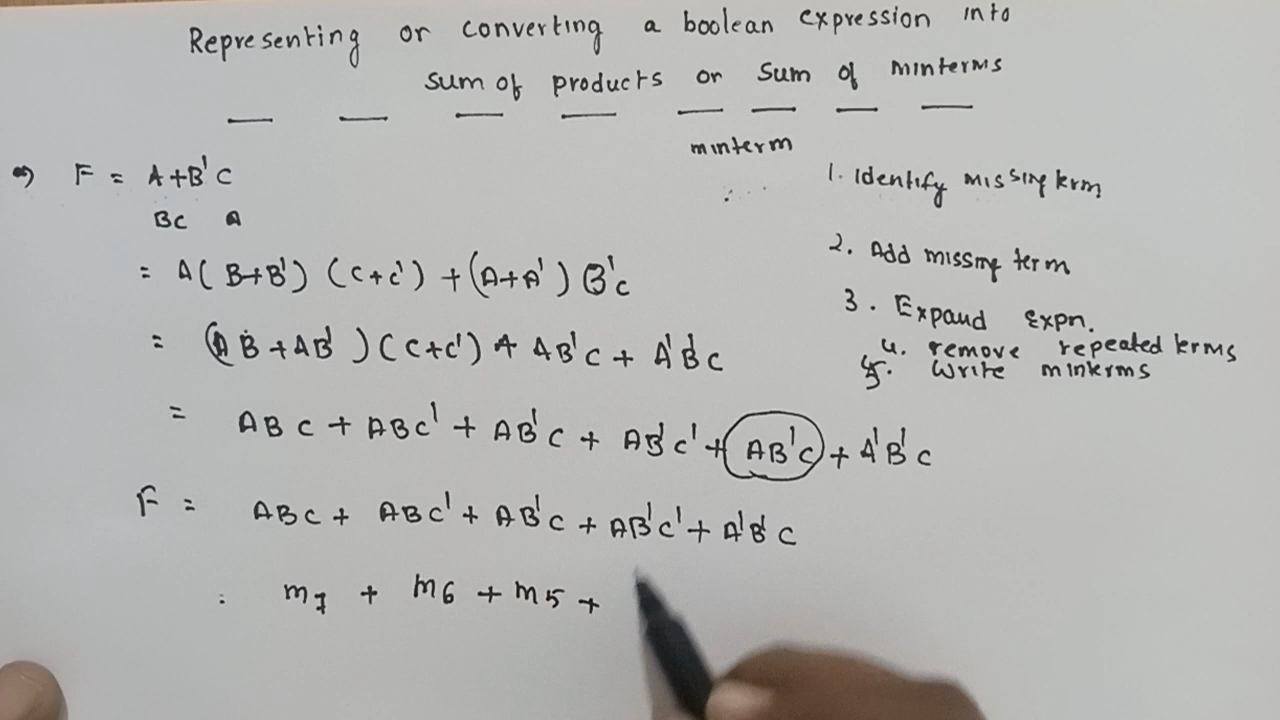 Representing or converting a boolean expression into
sum of products or sum of minterms
minterm
⇒ F = A+B'C
BC A
= A(B+B')(C+C')+(A+A')B'C
= (AB+AB')(C+C')+AB'C+A'B'C
= ABC+ABC'+AB'C+AB'C'+AB'C+A'B'C
F = ABC+ABC'+AB'C+AB'C'+A'B'C
: m7 + m6 + m5 +
1. Identify missing term
2. Add missing term
3. Expand expn.
4. remove repeated terms
5. Write minterms